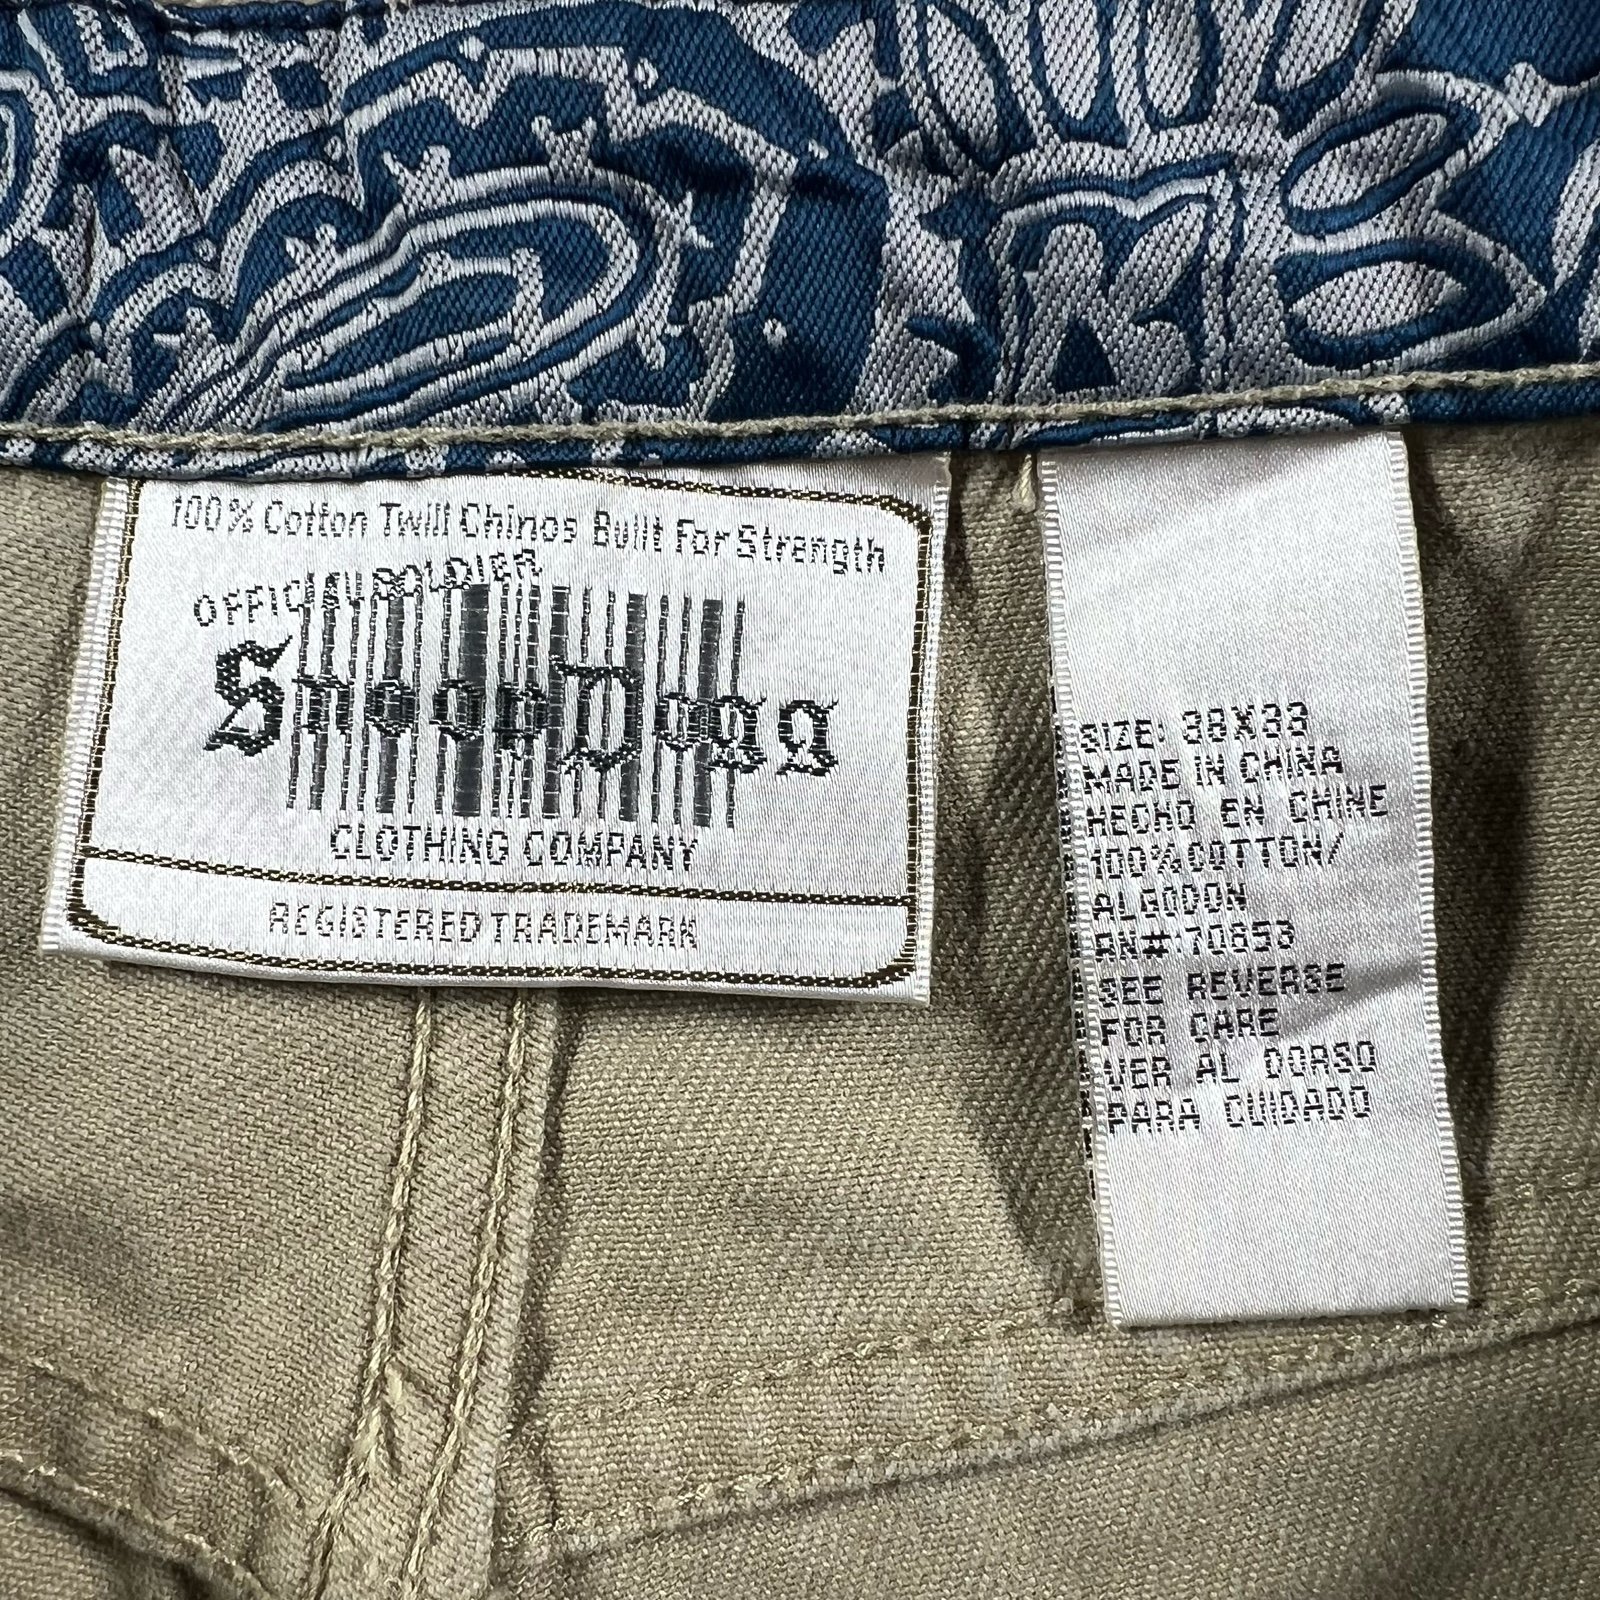 100% Cotton Twill Chinos Built For Strength
OFFICIAL SOLDIER
Snoop Dogg
CLOTHING COMPANY
REGISTERED TRADEMARK
SIZE: 38X33
MADE IN CHINA
HECHO EN CHINE
100%COTTON/
ALGODON
RN#:70853
SEE REVERSE
FOR CARE
VER AL DORSO
PARA CUIDADO